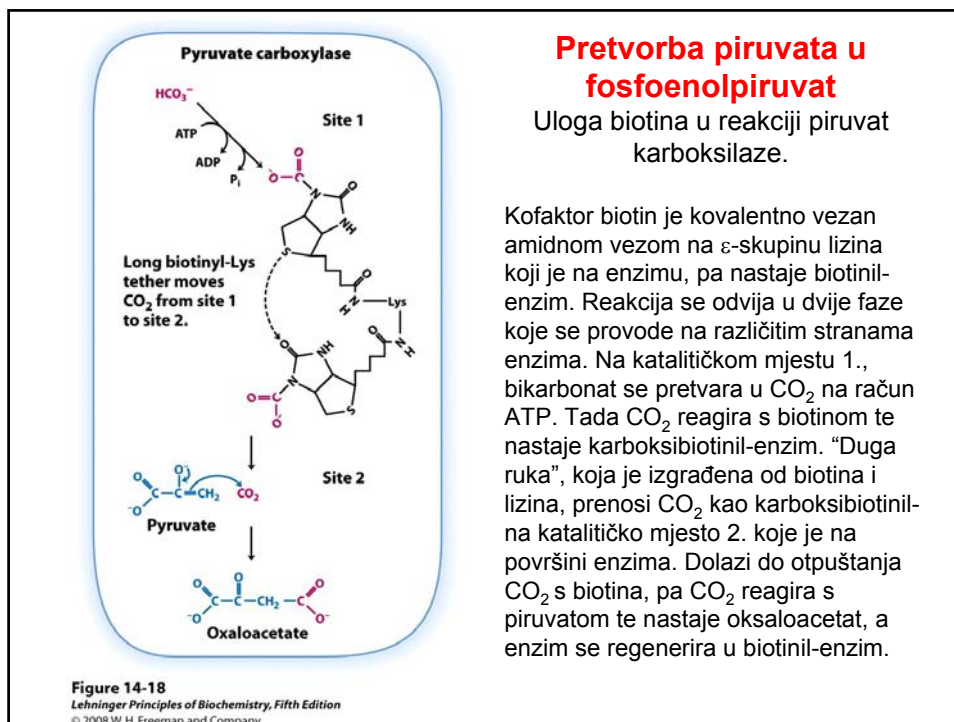 Pyruvate carboxylase
HCO₃⁻
Site 1
ATP
ADP
Pᵢ
O
⁻O
C
N
O
NH
S
Long biotinyl-Lys
tether moves
CO₂ from site 1
to site 2.
O
N
H
Lys
O
N
H
O
NH
N
O
C
O⁻
S
Site 2
O
⁻O
C
O⁻
C
CH₂
CO₂
Pyruvate
O
⁻O
C
O
C
CH₂
C
O
O⁻
Oxaloacetate
Figure 14-18
Lehninger Principles of Biochemistry, Fifth Edition
© 2008 W. H. Freeman and Company
Pretvorba piruvata u
fosfoenolpiruvat
Uloga biotina u reakciji piruvat
karboksilaze.
Kofaktor biotin je kovalentno vezan
amidnom vezom na ε-skupinu lizina
koji je na enzimu, pa nastaje biotinil-
enzim. Reakcija se odvija u dvije faze
koje se provode na različitim stranama
enzima. Na katalitičkom mjestu 1.,
bikarbonat se pretvara u CO₂ na račun
ATP. Tada CO₂ reagira s biotinom te
nastaje karboksibiotinil-enzim. “Duga
ruka”, koja je izgrađena od biotina i
lizina, prenosi CO₂ kao karboksibiotinil-
na katalitičko mjesto 2. koje je na
površini enzima. Dolazi do otpuštanja
CO₂ s biotina, pa CO₂ reagira s
piruvatom te nastaje oksaloacetat, a
enzim se regenerira u biotinil-enzim.